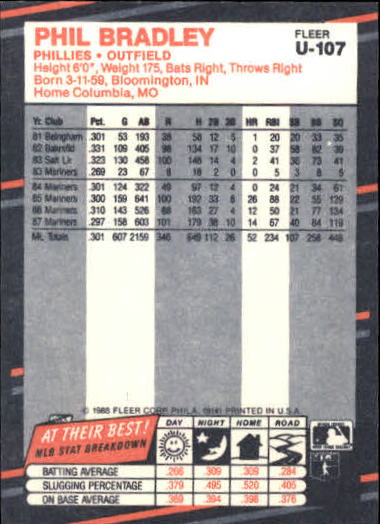 PHIL BRADLEY
FLEER
U-107
PHILLIES • OUTFIELD
Height 6'0", Weight 175, Bats Right, Throws Right
Born 3-11-59, Bloomington, IN
Home Columbia, MO
Yr. Club Pct. G AB R H 2B 3B HR RBI SB BB SO
81 Belngham .301 53 193 38 58 12 5 1 20 20 33 35
82 Bakrsfld .331 109 405 98 134 17 10 0 37 58 82 39
83 Salt Lk .323 130 458 100 148 14 4 2 41 36 73 41
83 Mariners .269 23 67 8 18 2 0 0 5 3 8 5
84 Mariners .301 124 322 49 97 12 4 0 24 21 34 61
85 Mariners .300 159 641 100 192 33 8 26 88 22 55 129
86 Mariners .310 143 526 88 163 27 4 12 50 21 77 134
87 Mariners .297 158 603 101 179 38 10 14 67 40 84 119
ML Totals .301 607 2159 346 649 112 26 52 234 107 258 448
© 1988 FLEER CORP. PHILA. 19141 PRINTED IN U.S.A.
AT THEIR BEST!
MLB STAT BREAKDOWN
DAY NIGHT HOME ROAD
BATTING AVERAGE .266 .309 .309 .284
SLUGGING PERCENTAGE .379 .495 .520 .405
ON BASE AVERAGE .369 .394 .398 .376